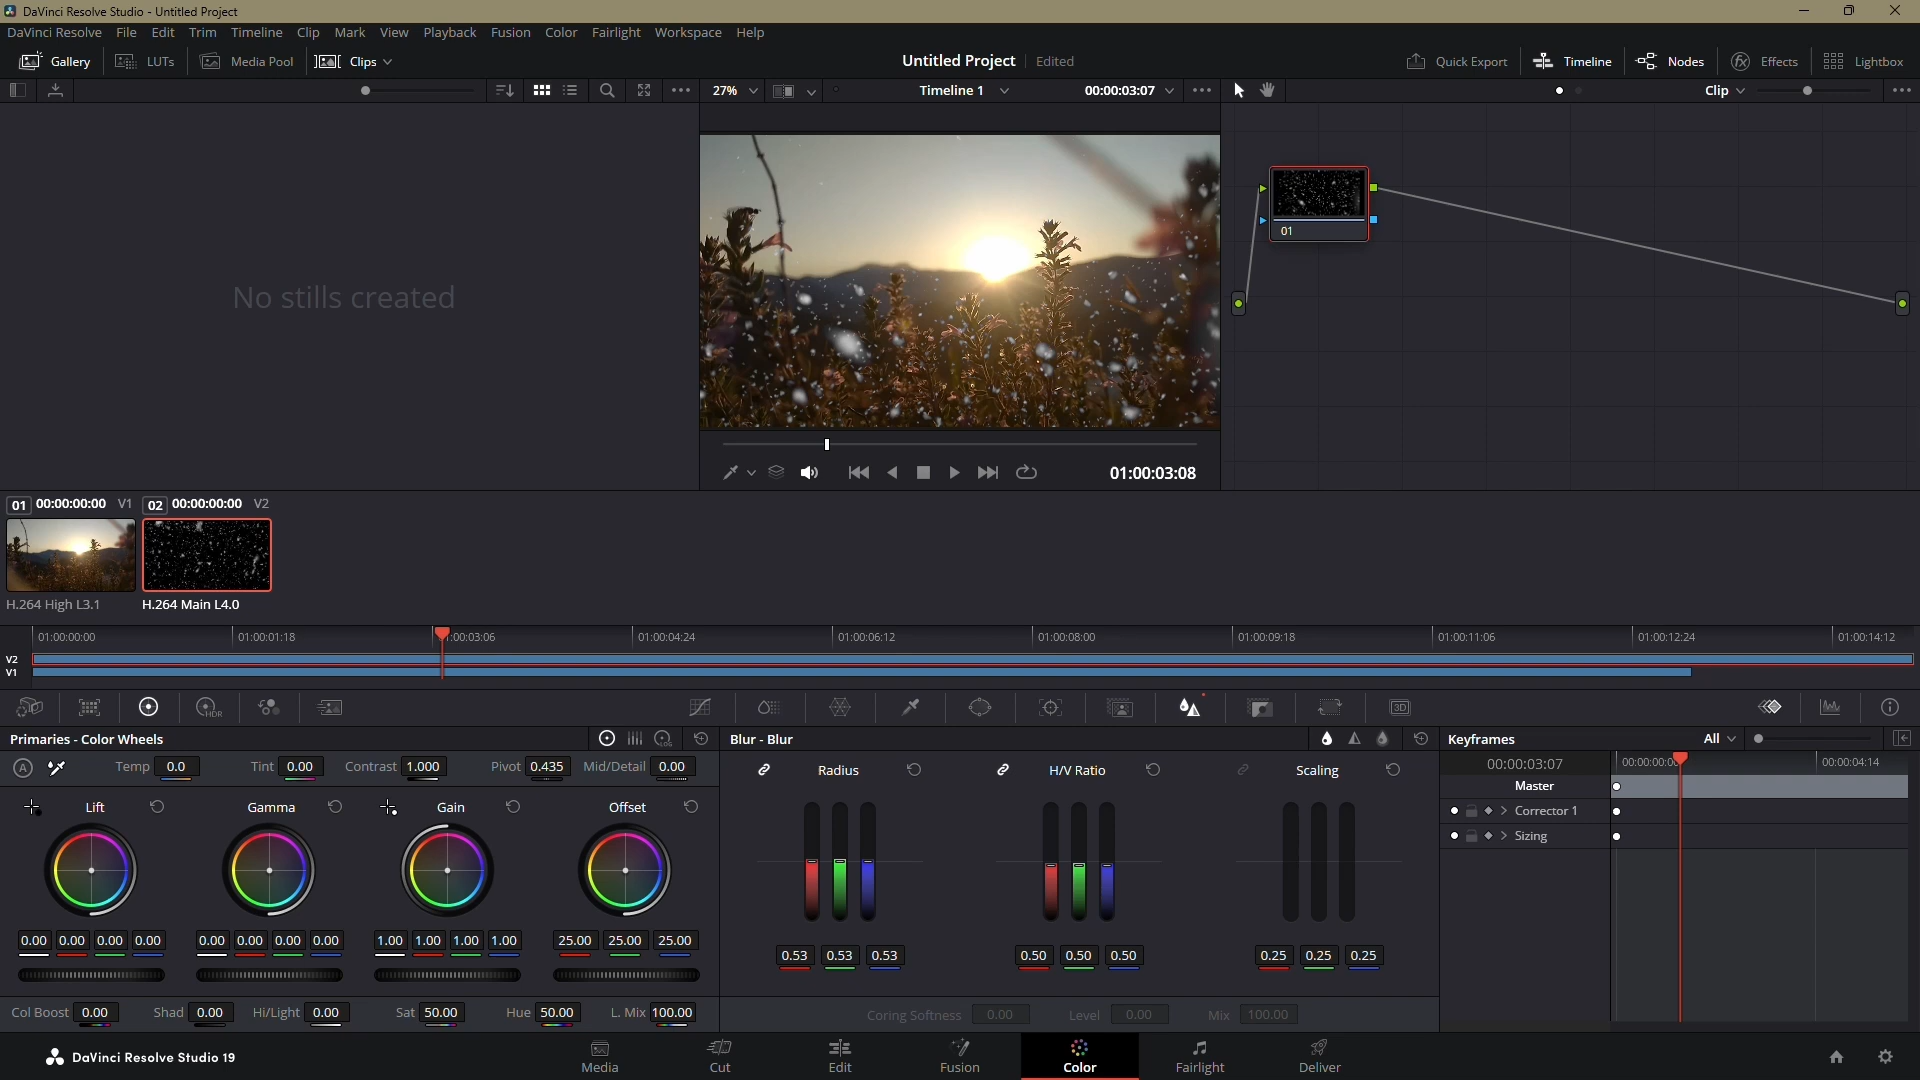 DaVinci Resolve Studio - Untitled Project
DaVinci Resolve File Edit Trim Timeline Clip Mark View Playback Fusion Color Fairlight Workspace Help
Gallery LUTs Media Pool Clips Untitled Project Edited Quick Export Timeline Nodes Effects Lightbox
27% Timeline 1 00:00:03:07 Clip
01
No stills created
01:00:03:08
01 00:00:00:00 V1 02 00:00:00:00 V2
H.264 High L3.1 H.264 Main L4.0
01:00:00:00 01:00:01:18 01:00:03:06 01:00:04:24 01:00:06:12 01:00:08:00 01:00:09:18 01:00:11:06 01:00:12:24 01:00:14:12
V2
V1
HDR 3D
Primaries - Color Wheels LOG Blur - Blur Keyframes All
A Temp 0.0 Tint 0.00 Contrast 1.000 Pivot 0.435 Mid/Detail 0.00 Radius H/V Ratio Scaling 00:00:03:07 00:00:00:00 00:00:04:14
Master
Lift Gamma Gain Offset Corrector 1
Sizing
0.00 0.00 0.00 0.00 0.00 0.00 0.00 0.00 1.00 1.00 1.00 1.00 25.00 25.00 25.00
0.53 0.53 0.53 0.50 0.50 0.50 0.25 0.25 0.25
Col Boost 0.00 Shad 0.00 Hi/Light 0.00 Sat 50.00 Hue 50.00 L. Mix 100.00 Coring Softness 0.00 Level 0.00 Mix 100.00
DaVinci Resolve Studio 19 Media Cut Edit Fusion Color Fairlight Deliver